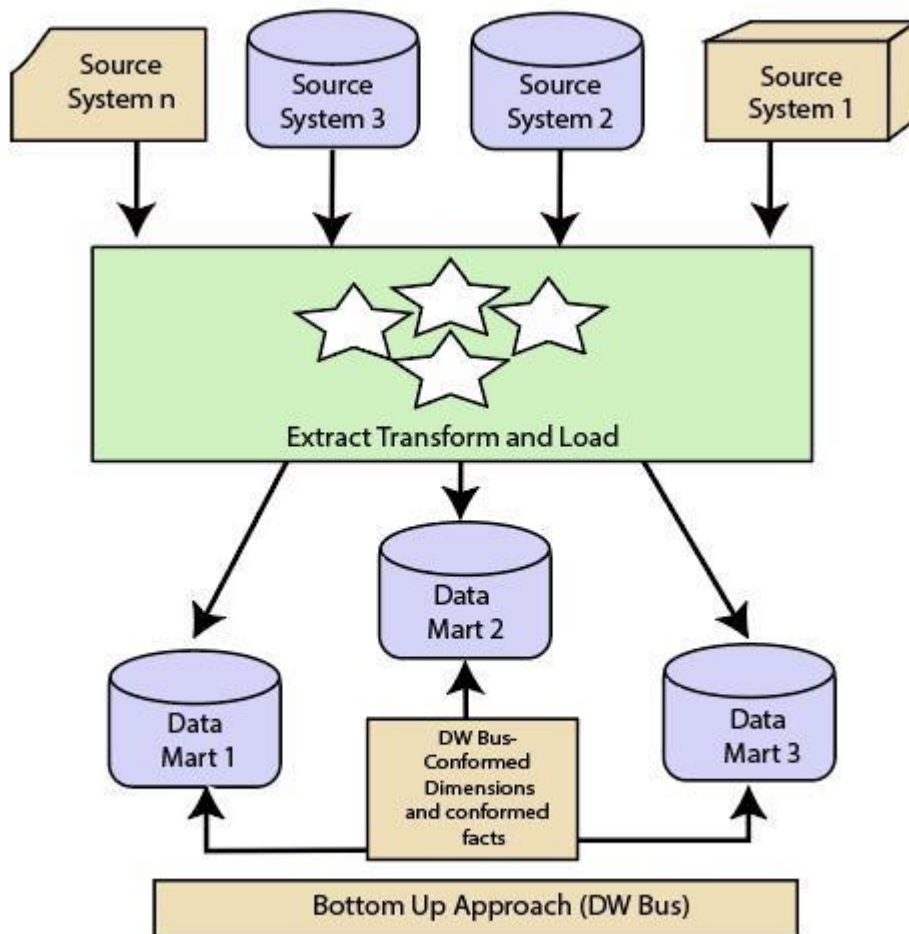 Source
System n
Source
System 3
Source
System 2
Source
System 1
Extract Transform and Load
Data
Mart 1
Data
Mart 2
Data
Mart 3
DW Bus-
Conformed
Dimensions
and conformed
facts
Bottom Up Approach (DW Bus)